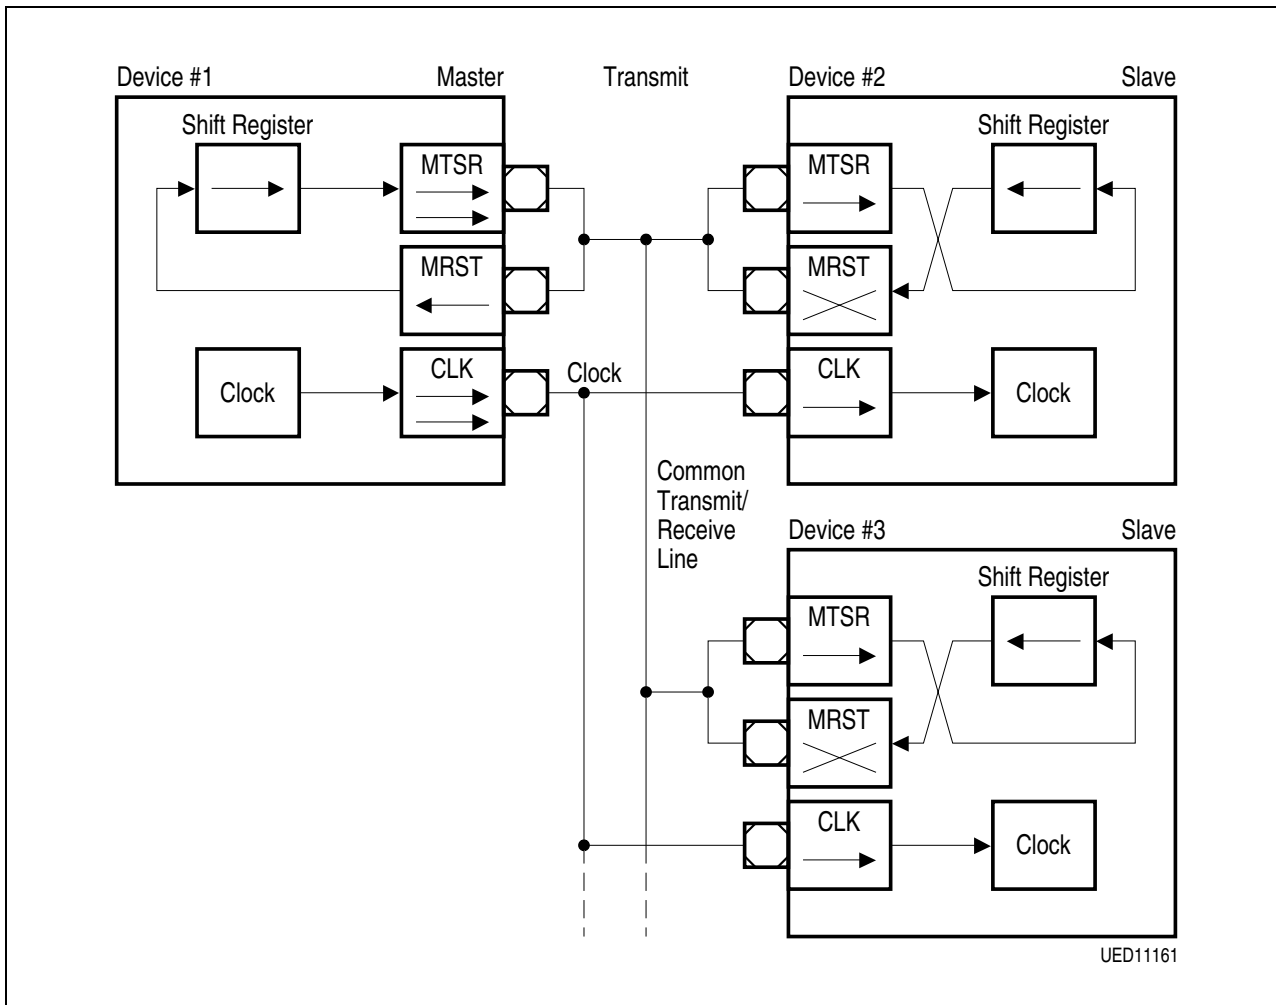 Device #1
Master
Transmit
Device #2
Slave
Shift Register
MTSR
MRST
CLK
Clock
Clock
MTSR
Shift Register
MRST
CLK
Clock
Common
Transmit/
Receive
Line
Device #3
Slave
Shift Register
MTSR
MRST
CLK
Clock
UED11161